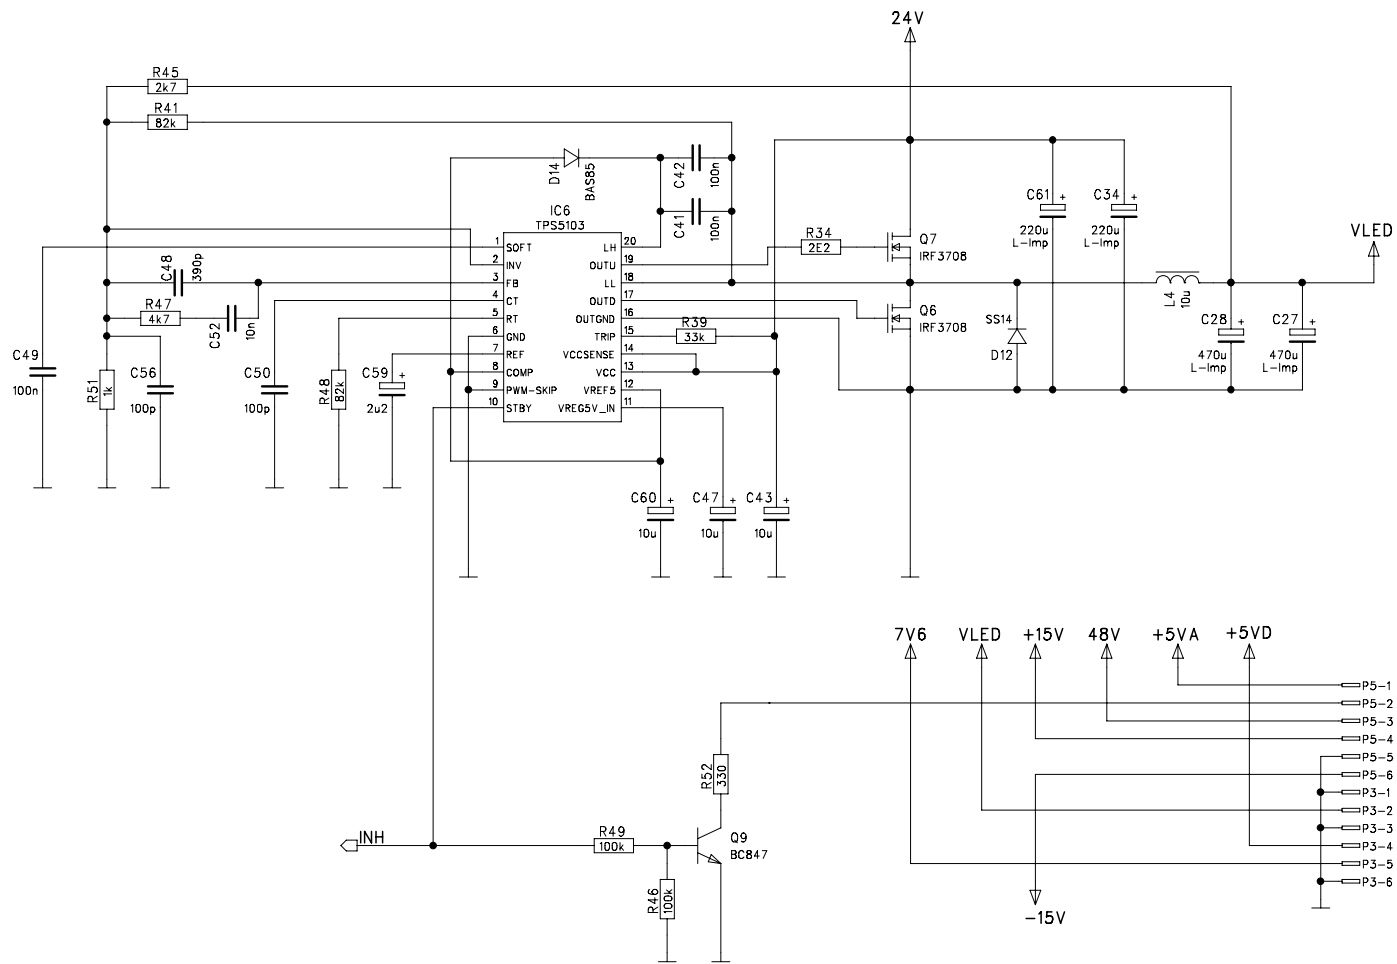 24V
R45
2k7
R41
82k
D14
BAS85
C42
100n
C41
100n
IC6
TPS5103
1 SOFT
2 INV
3 FB
4 CT
5 RT
6 GND
7 REF
8 COMP
9 PWM-SKIP
10 STBY
LH 20
OUTU 19
LL 18
OUTD 17
OUTGND 16
TRIP 15
VCCSENSE 14
VCC 13
VREF5 12
VREG5V_IN 11
C61
+
220u
L-Imp
C34
+
220u
L-Imp
VLED
R34
2E2
Q7
IRF3708
Q6
IRF3708
C48
390p
R47
4k7
C52
10n
R39
33k
SS14
D12
L4
10u
C28
+
470u
L-Imp
C27
+
470u
L-Imp
C49
100n
R51
1k
C56
100p
C50
100p
R48
82k
C59
+
2u2
C60
+
10u
C47
+
10u
C43
+
10u
7V6
VLED
+15V
48V
+5VA
+5VD
P5-1
P5-2
P5-3
P5-4
P5-5
P5-6
P3-1
P3-2
P3-3
P3-4
P3-5
P3-6
R52
330
INH
R49
100k
Q9
BC847
R46
100k
-15V